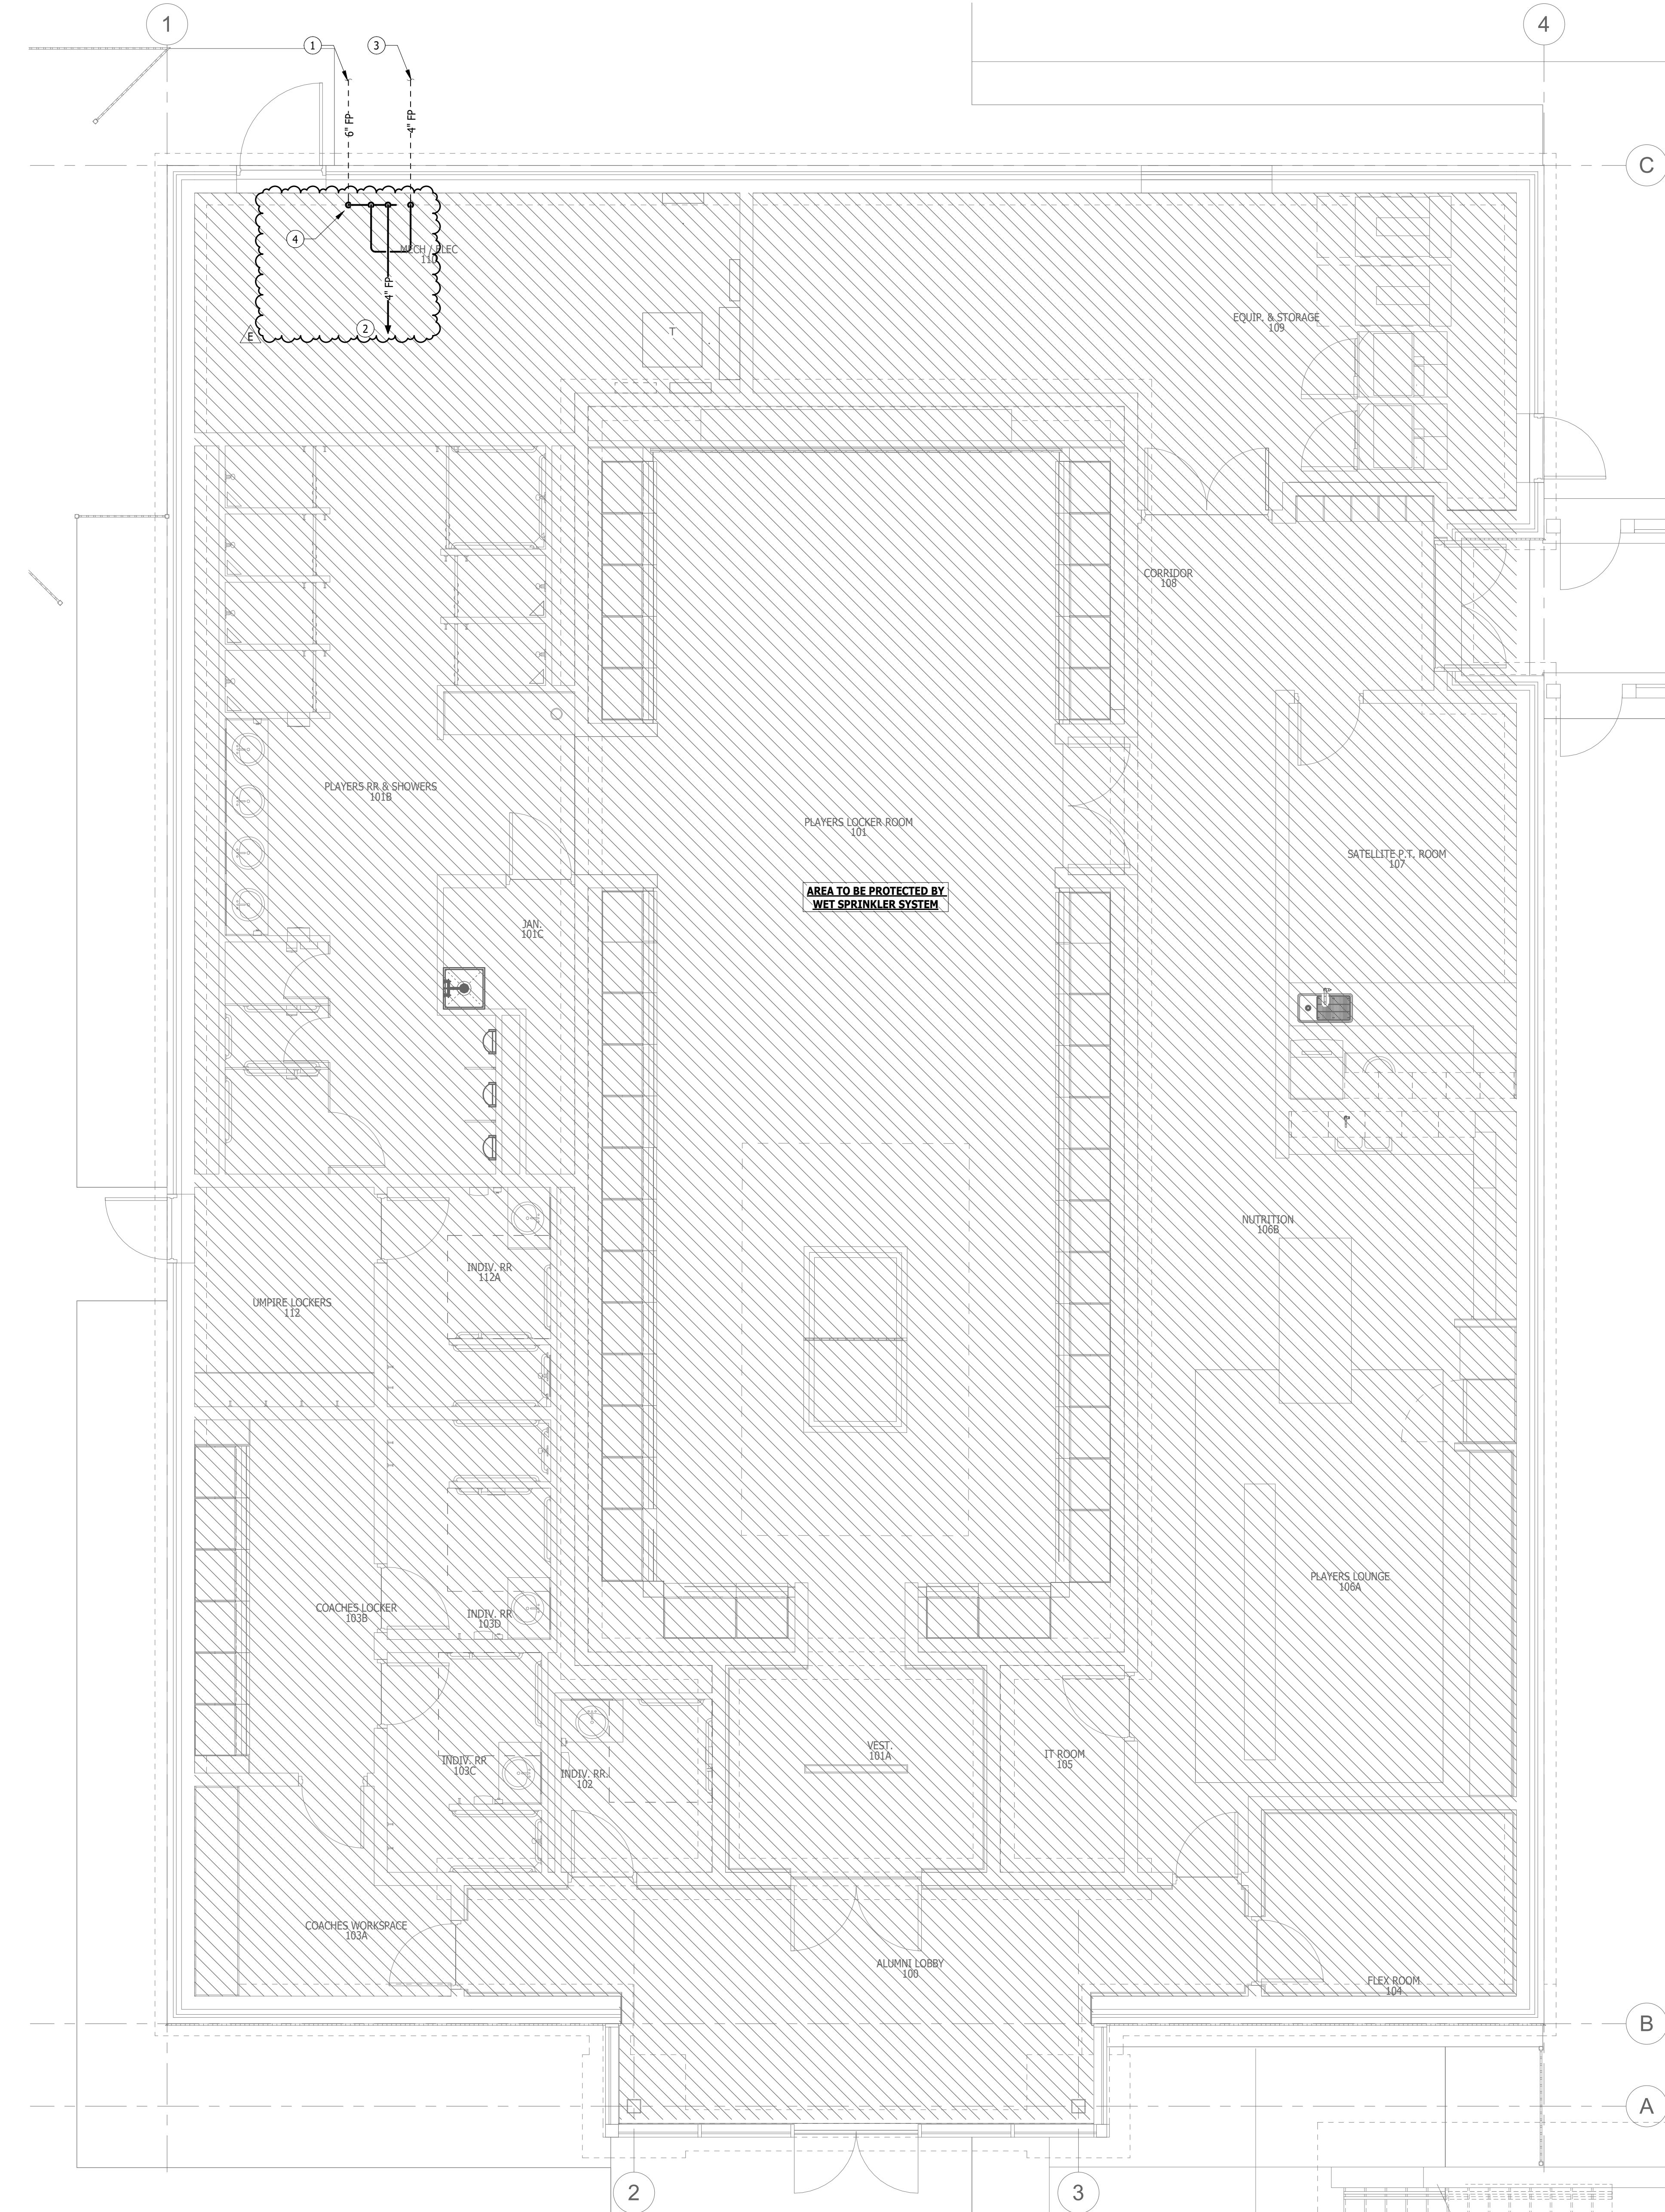 1
4
1
3
6" FP
4" FP
C
4
MECH / ELEC
110
4" FP
2
E
T
EQUIP. & STORAGE
109
CORRIDOR
108
PLAYERS RR & SHOWERS
101B
PLAYERS LOCKER ROOM
101
SATELLITE P.T. ROOM
107
AREA TO BE PROTECTED BY
WET SPRINKLER SYSTEM
JAN.
101C
NUTRITION
106B
INDIV. RR
112A
UMPIRE LOCKERS
112
PLAYERS LOUNGE
106A
COACHES LOCKER
103B
INDIV. RR
103D
VEST.
101A
IT ROOM
105
INDIV. RR
103C
INDIV. RR.
102
COACHES WORKSPACE
103A
ALUMNI LOBBY
100
FLEX ROOM
104
B
A
2
3